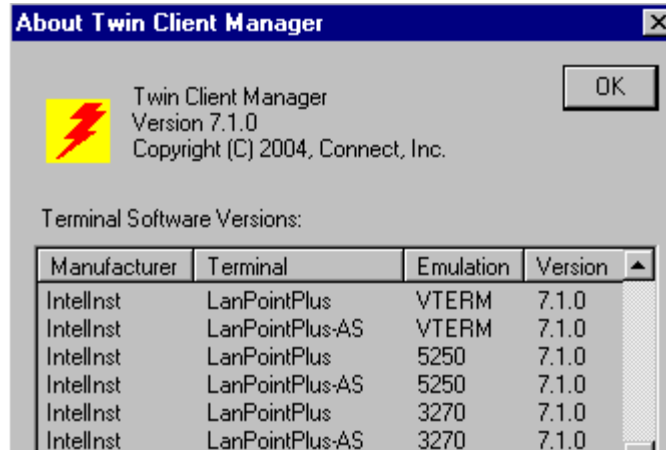 About Twin Client Manager
OK
Twin Client Manager
Version 7.1.0
Copyright (C) 2004, Connect, Inc.
Terminal Software Versions:
Manufacturer Terminal Emulation Version
IntelInst LanPointPlus VTERM 7.1.0
IntelInst LanPointPlus-AS VTERM 7.1.0
IntelInst LanPointPlus 5250 7.1.0
IntelInst LanPointPlus-AS 5250 7.1.0
IntelInst LanPointPlus 3270 7.1.0
IntelInst LanPointPlus-AS 3270 7.1.0